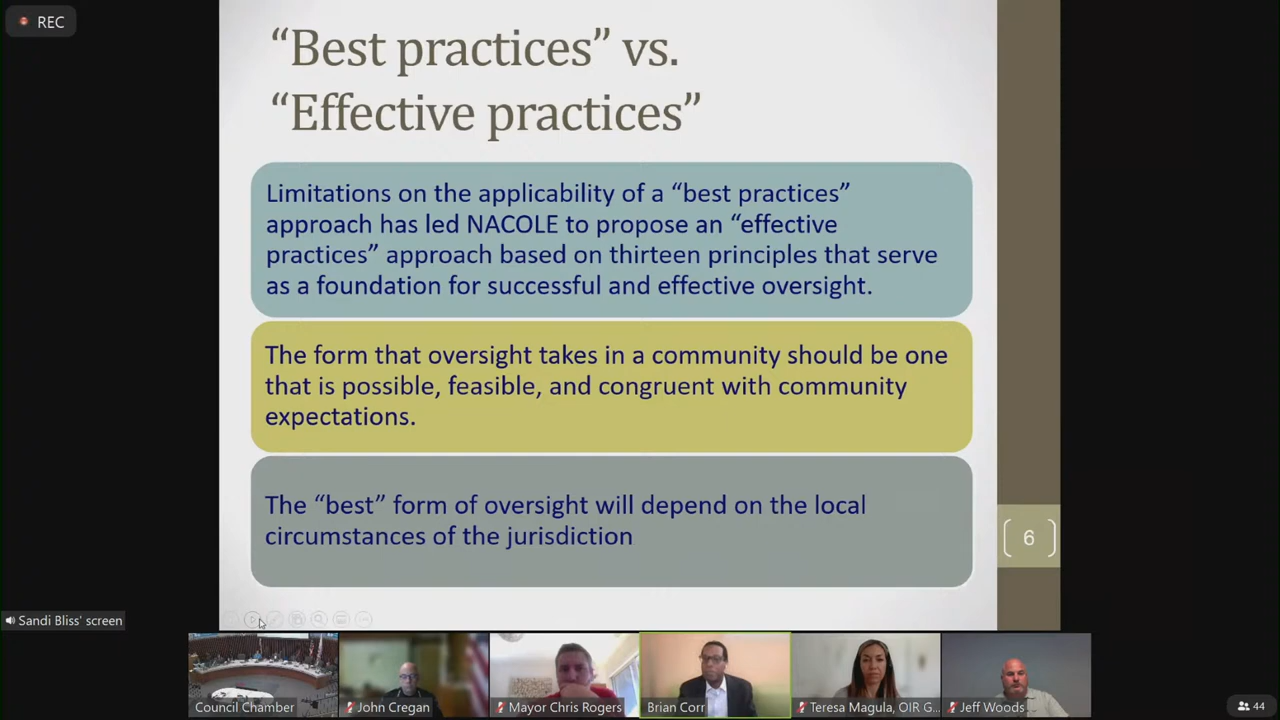 REC
“Best practices” vs.
“Effective practices”
Limitations on the applicability of a “best practices”
approach has led NACOLE to propose an “effective
practices” approach based on thirteen principles that serve
as a foundation for successful and effective oversight.
The form that oversight takes in a community should be one
that is possible, feasible, and congruent with community
expectations.
The “best” form of oversight will depend on the local
circumstances of the jurisdiction
6
Sandi Bliss' screen
Council Chamber
John Cregan
Mayor Chris Rogers
Brian Corr
Teresa Magula, OIR G...
Jeff Woods
44